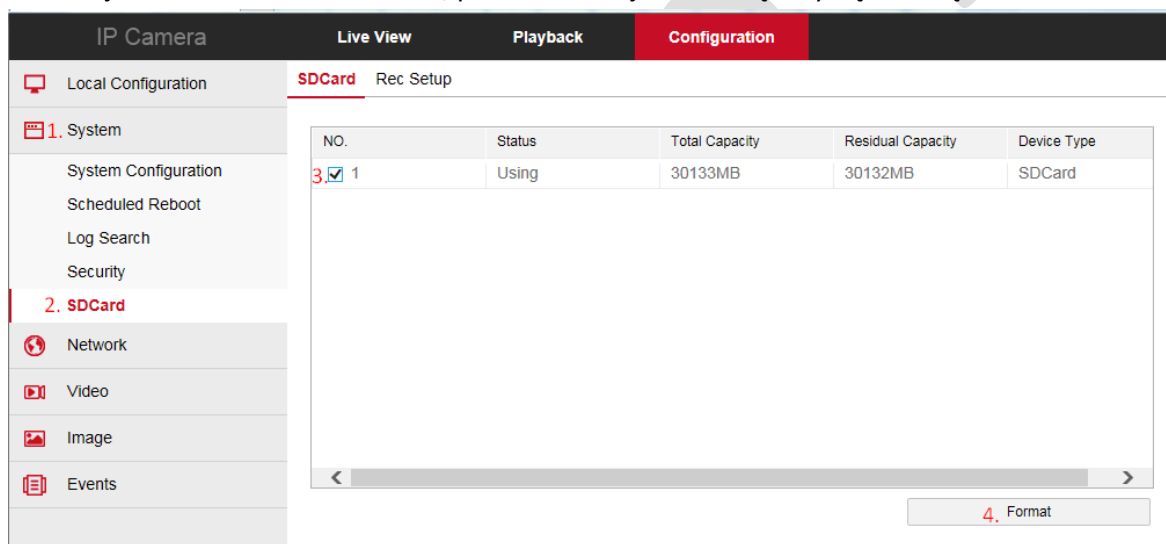 IP Camera Live View Playback Configuration
Local Configuration
SDCard Rec Setup
1. System
NO. Status Total Capacity Residual Capacity Device Type
System Configuration
3. 1 Using 30133MB 30132MB SDCard
Scheduled Reboot
Log Search
Security
2. SDCard
Network
Video
Image
Events
4. Format